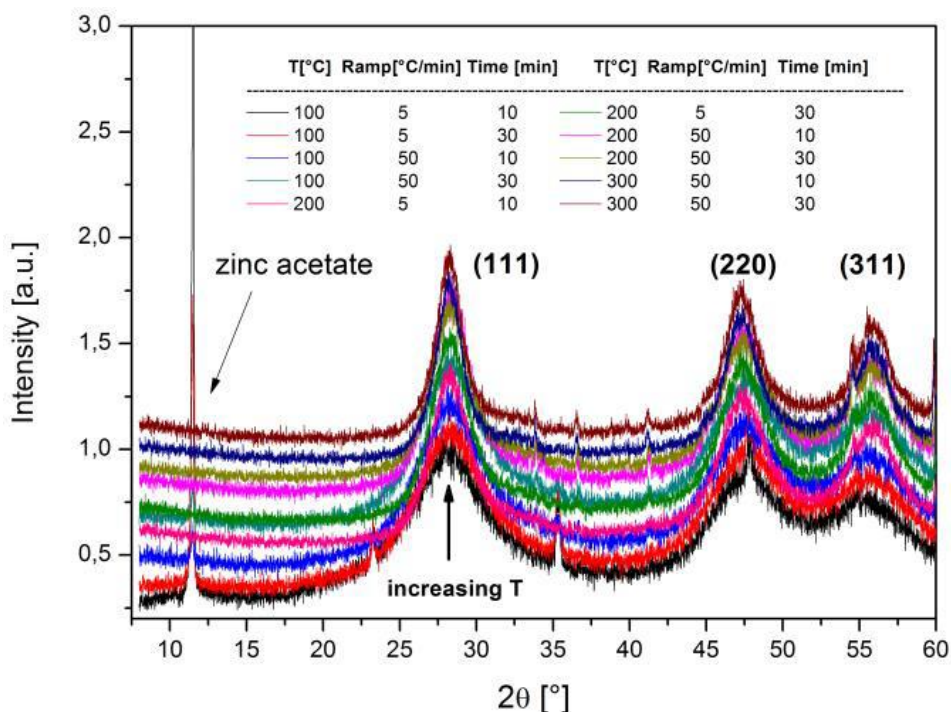 3,0
2,5
2,0
1,5
1,0
0,5
Intensity [a.u.]
T[°C] Ramp[°C/min] Time [min] T[°C] Ramp[°C/min] Time [min]
100 5 10 200 5 30
100 5 30 200 50 10
100 50 10 200 50 30
100 50 30 300 50 10
200 5 10 300 50 30
zinc acetate
(111)
(220)
(311)
increasing T
10 15 20 25 30 35 40 45 50 55 60
2θ [°]